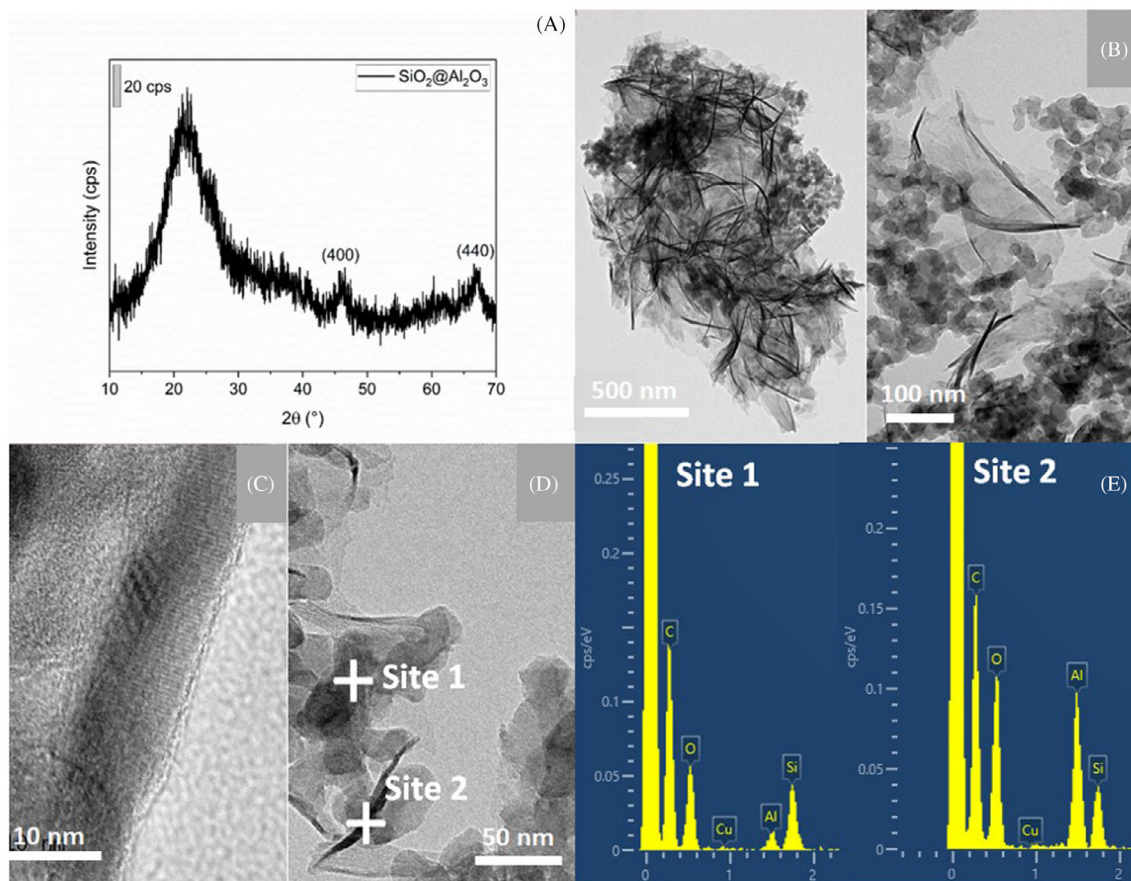 (A)
20 cps
SiO₂@Al₂O₃
Intensity (cps)
(400)
(440)
10 20 30 40 50 60 70
2θ (°)
(B)
500 nm
100 nm
(C)
10 nm
(D)
Site 1
Site 2
50 nm
Site 1
0.25
0.2
cps/eV
0.1
0.05
0
C
O
Cu
Al
Si
0 1 2
Site 2
(E)
0.2
0.15
cps/eV
0.1
0.05
0
C
O
Cu
Al
Si
0 1 2